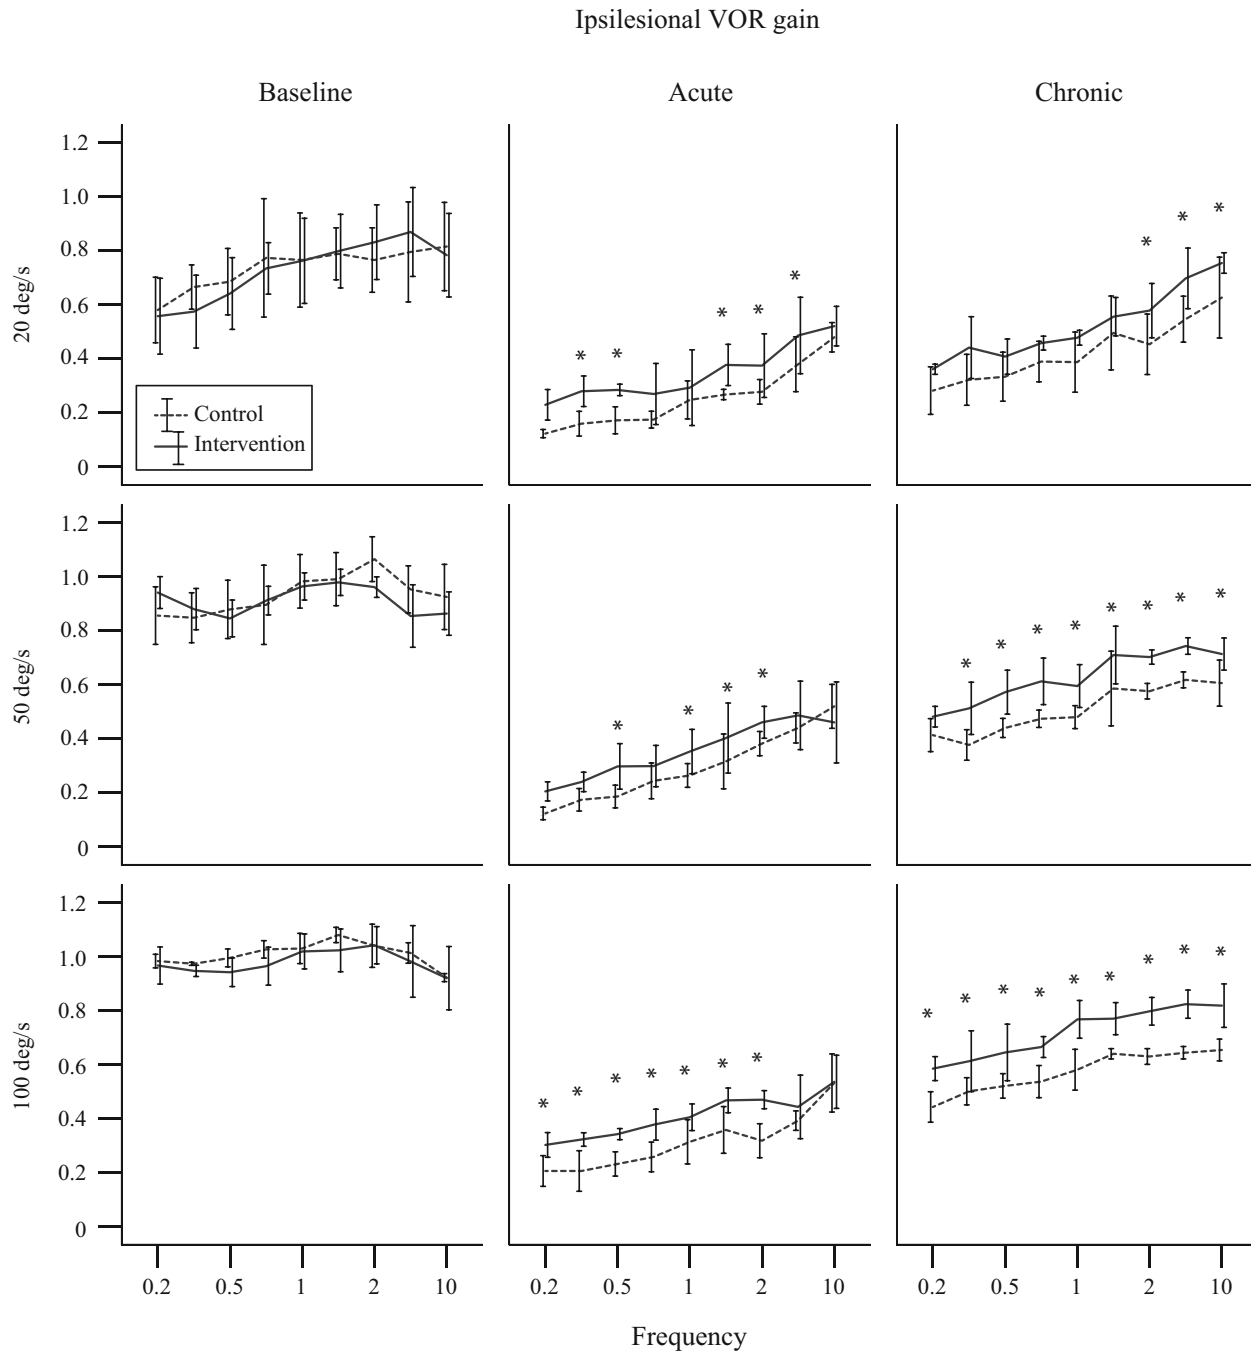 Ipsilesional VOR gain
Baseline
Acute
Chronic
20 deg/s
1.2
1.0
0.8
0.6
0.4
0.2
0
Control
Intervention
* * * * *
* * *
50 deg/s
1.2
1.0
0.8
0.6
0.4
0.2
0
* * * *
* * * * * * * *
100 deg/s
1.2
1.0
0.8
0.6
0.4
0.2
0
* * * * * * *
* * * * * * * * *
0.2 0.5 1 2 10
0.2 0.5 1 2 10
0.2 0.5 1 2 10
Frequency